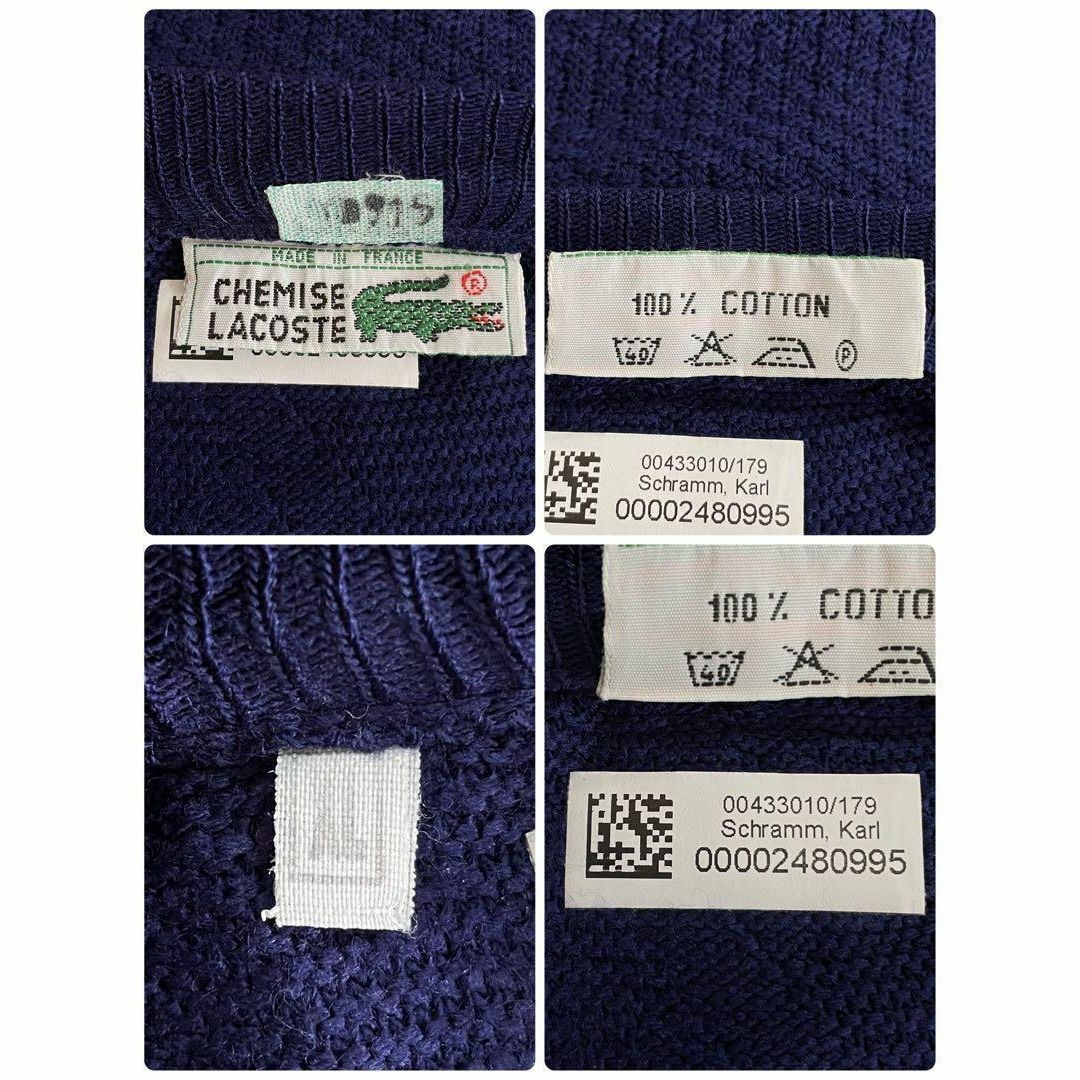 MADE IN FRANCE
CHEMISE
LACOSTE
®
100 % COTTON
40 A P
00433010/179
Schramm, Karl
00002480995
100 % COTTO
40 A
00433010/179
Schramm, Karl
00002480995